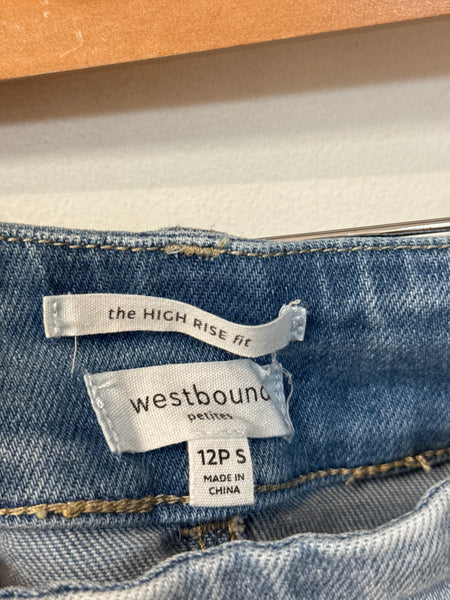 the HIGH RISE fit
westbound
petites
12P S
MADE IN
CHINA